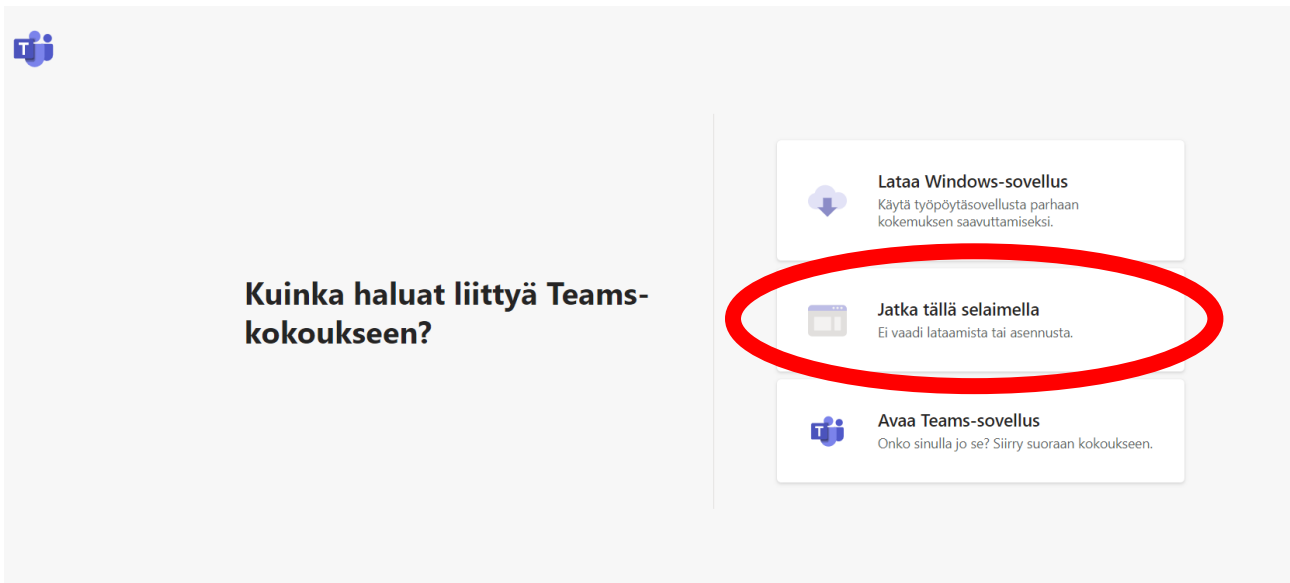 Kuinka haluat liittyä Teams-
kokoukseen?
Lataa Windows-sovellus
Käytä työpöytäsovellusta parhaan
kokemuksen saavuttamiseksi.
Jatka tällä selaimella
Ei vaadi lataamista tai asennusta.
Avaa Teams-sovellus
Onko sinulla jo se? Siirry suoraan kokoukseen.